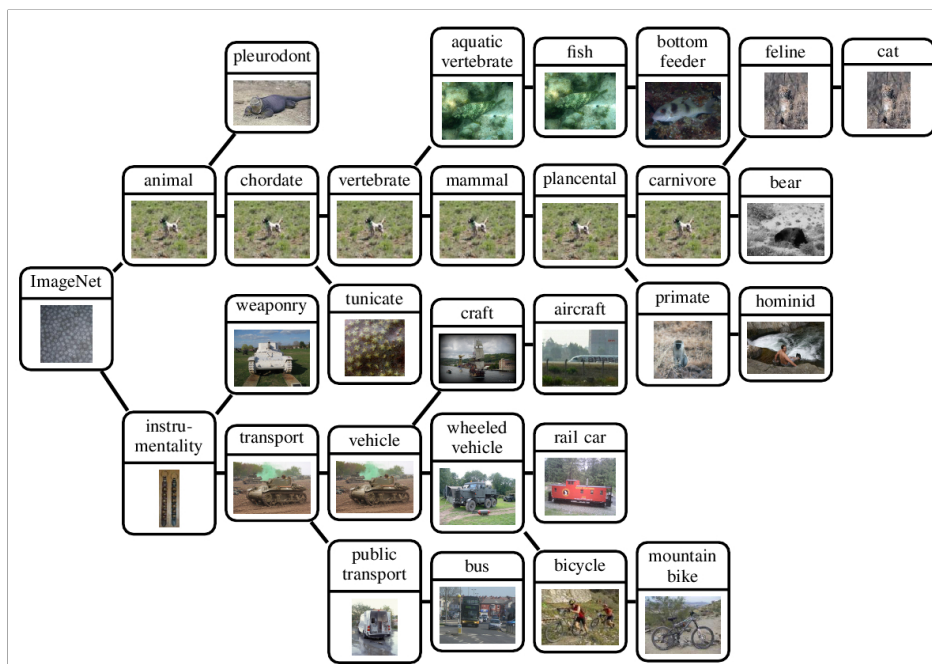 aquatic
vertebrate
fish
bottom
feeder
feline
cat
pleurodont
animal
chordate
vertebrate
mammal
plancental
carnivore
bear
ImageNet
weaponry
tunicate
craft
aircraft
primate
hominid
instru-
mentality
transport
vehicle
wheeled
vehicle
rail car
public
transport
bus
bicycle
mountain
bike